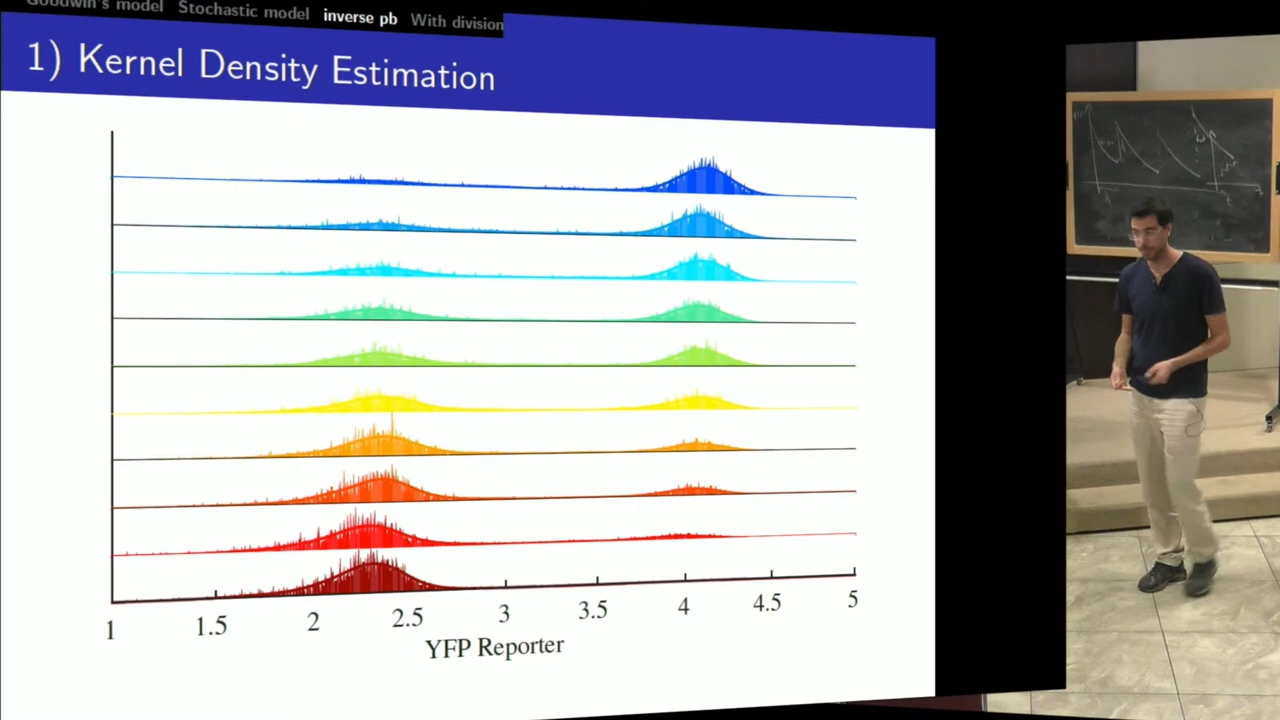 Goodwin's model Stochastic model inverse pb With division
1) Kernel Density Estimation
1 1.5 2 2.5 3 3.5 4 4.5 5
YFP Reporter